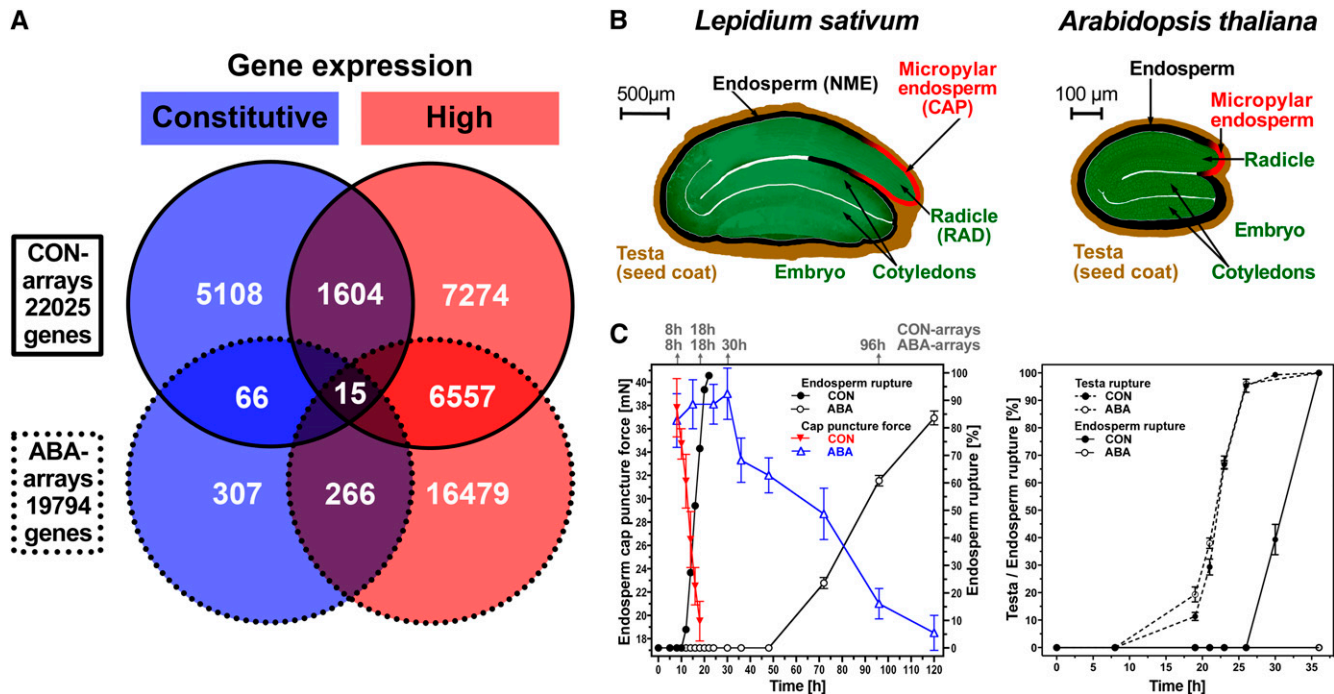 A
Gene expression
Constitutive
High
CON-
arrays
22025
genes
5108
1604
7274
66
15
6557
ABA-
arrays
19794
genes
307
266
16479
B
Lepidium sativum
Arabidopsis thaliana
500µm
Endosperm (NME)
Micropylar
endosperm
(CAP)
Radicle
(RAD)
Testa
(seed coat)
Embryo
Cotyledons
100 µm
Endosperm
Micropylar
endosperm
Radicle
Embryo
Testa
(seed coat)
Cotyledons
C
8h 18h CON-arrays
8h 18h 30h 96h ABA-arrays
Endosperm cap puncture force [mN]
40
38
36
34
32
30
28
26
24
22
20
18
Endosperm rupture
CON
ABA
Cap puncture force
CON
ABA
100
90
80
70
60
50
40
30
20
10
0
Endosperm rupture [%]
0 10 20 30 40 50 60 70 80 90 100 110 120
Time [h]
Testa / Endosperm rupture [%]
100
90
80
70
60
50
40
30
20
10
0
Testa rupture
CON
ABA
Endosperm rupture
CON
ABA
0 5 10 15 20 25 30 35
Time [h]